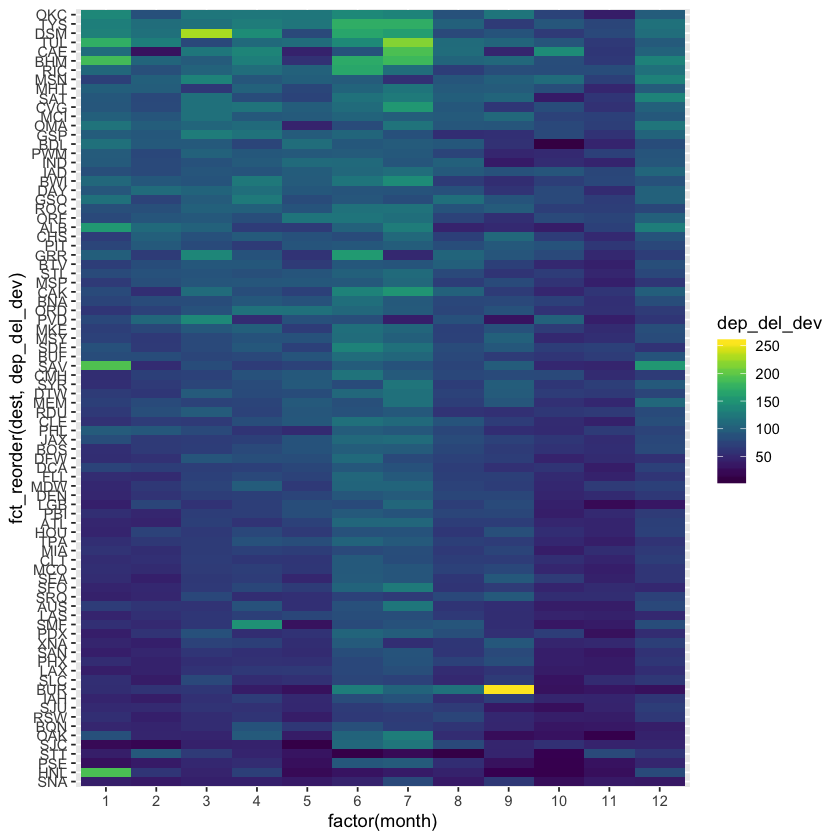 OKC
TYS
DSM
TUL
CAE
BHM
RIC
MSN
MHT
SAT
CVG
MCI
OMA
GSP
BDL
PWM
IND
IAD
BWI
DAY
GSO
ROC
ORF
ALB
CHS
PIT
GRR
BTV
STL
MSP
CAK
BNA
ORD
PVD
MKE
MSY
SDF
BUF
SAV
CMH
SYR
DTW
MEM
RDU
CLE
PHL
JAX
BOS
DFW
DCA
FLL
MDW
DEN
LGB
PBI
ATL
HOU
TPA
MIA
CLT
MCO
SEA
SFO
SRQ
AUS
LAS
SMF
PDX
XNA
SAN
PHX
LAX
SLC
BUR
IAH
SJU
RSW
BQN
OAK
SJC
STT
PSE
HNL
SNA
fct_reorder(dest, dep_del_dev)
1 2 3 4 5 6 7 8 9 10 11 12
factor(month)
dep_del_dev
250
200
150
100
50